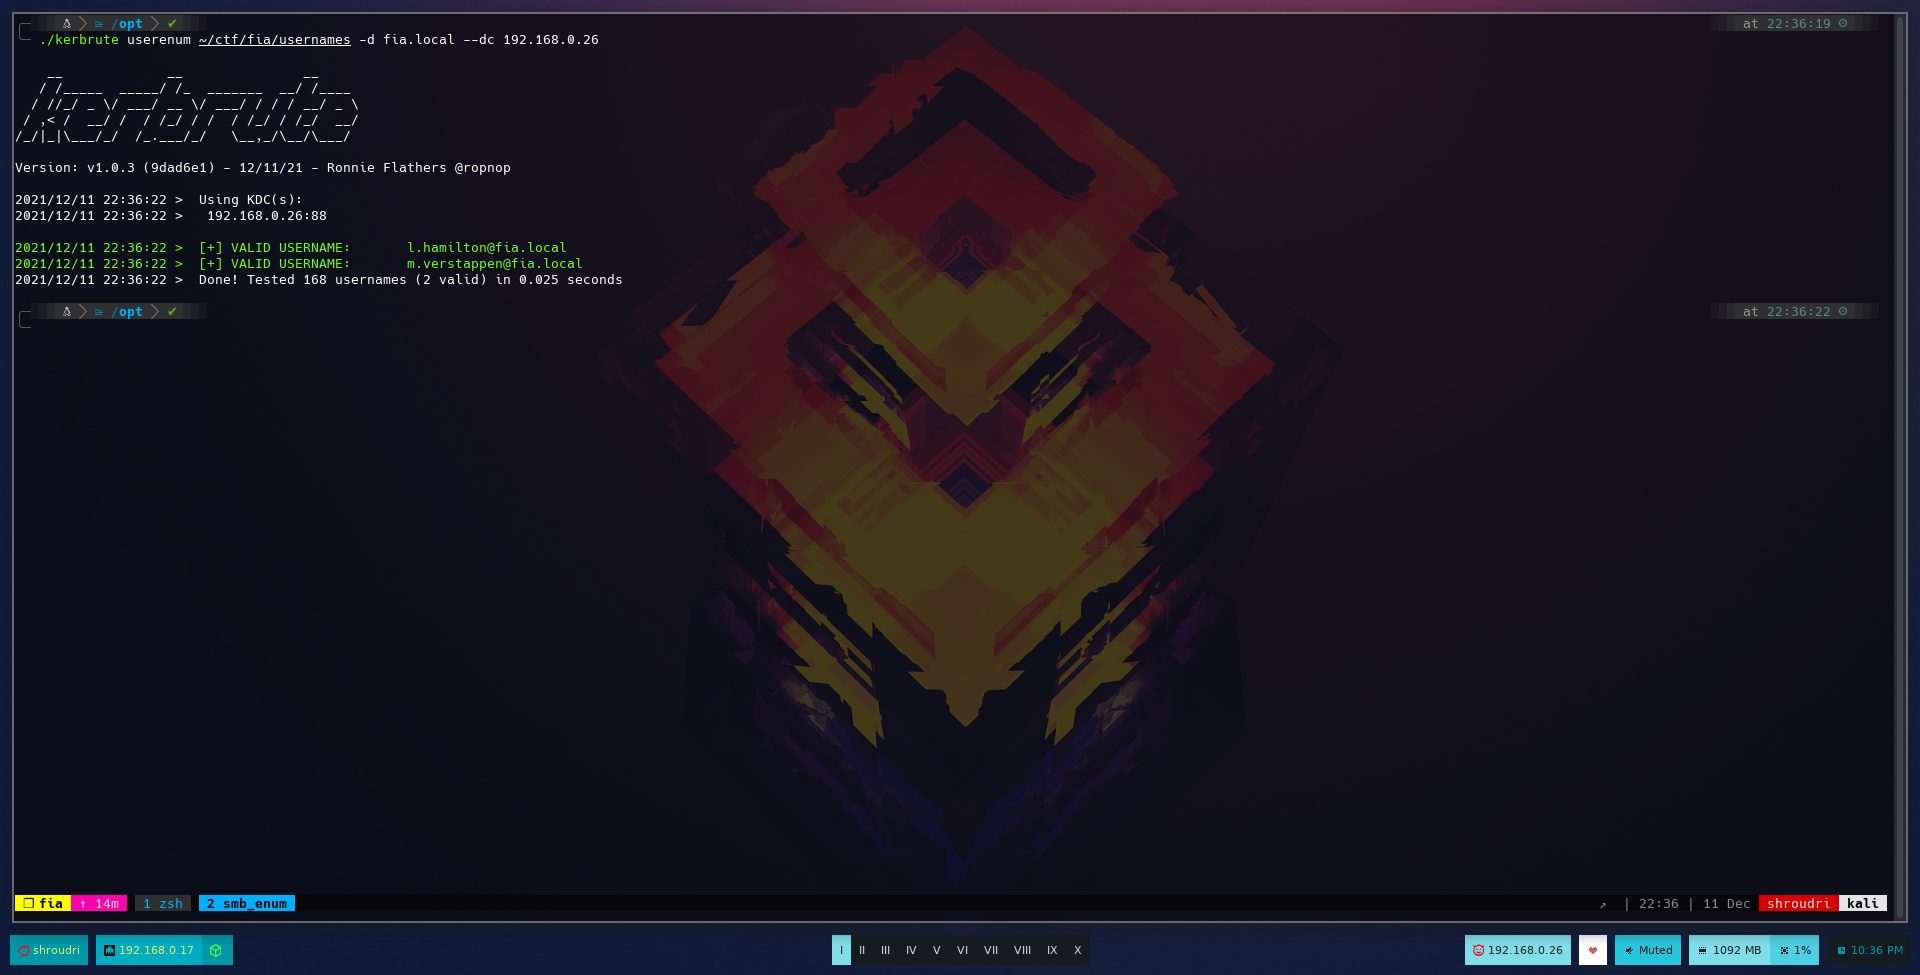 /opt ✔ at 22:36:19
./kerbrute userenum ~/ctf/fia/usernames -d fia.local --dc 192.168.0.26
    __             __               __
   / /_____  _____/ /_  _______  __/ /____
  / //_/ _ \/ ___/ __ \/ ___/ / / / __/ _ \
 / ,< /  __/ /  / /_/ / /  / /_/ / /_/  __/
/_/|_|\___/_/  /_.___/_/   \__,_/\__/\___/
Version: v1.0.3 (9dad6e1) - 12/11/21 - Ronnie Flathers @ropnop
2021/12/11 22:36:22 >  Using KDC(s):
2021/12/11 22:36:22 >   192.168.0.26:88
2021/12/11 22:36:22 >  [+] VALID USERNAME:       l.hamilton@fia.local
2021/12/11 22:36:22 >  [+] VALID USERNAME:       m.verstappen@fia.local
2021/12/11 22:36:22 >  Done! Tested 168 usernames (2 valid) in 0.025 seconds
/opt ✔ at 22:36:22
❐ fia ↑ 14m 1 zsh 2 smb_enum ↗ | 22:36 | 11 Dec shroudri kali
shroudri 192.168.0.17 I II III IV V VI VII VIII IX X 192.168.0.26 Muted 1092 MB 1% 10:36 PM